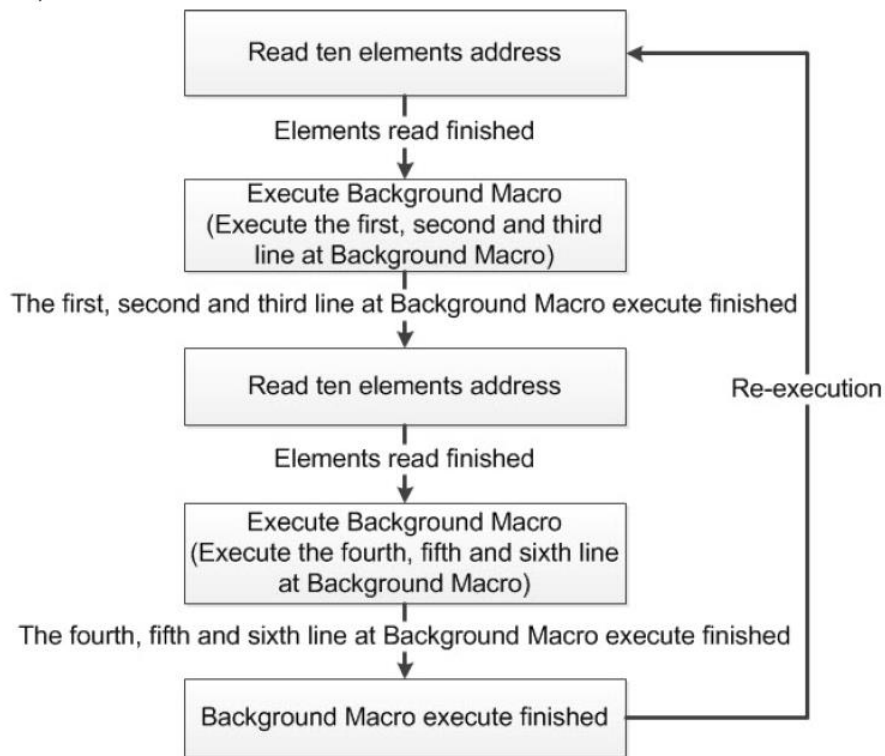 Read ten elements address
Elements read finished
Execute Background Macro
(Execute the first, second and third
line at Background Macro)
The first, second and third line at Background Macro execute finished
Read ten elements address
Re-execution
Elements read finished
Execute Background Macro
(Execute the fourth, fifth and sixth line
at Background Macro)
The fourth, fifth and sixth line at Background Macro execute finished
Background Macro execute finished